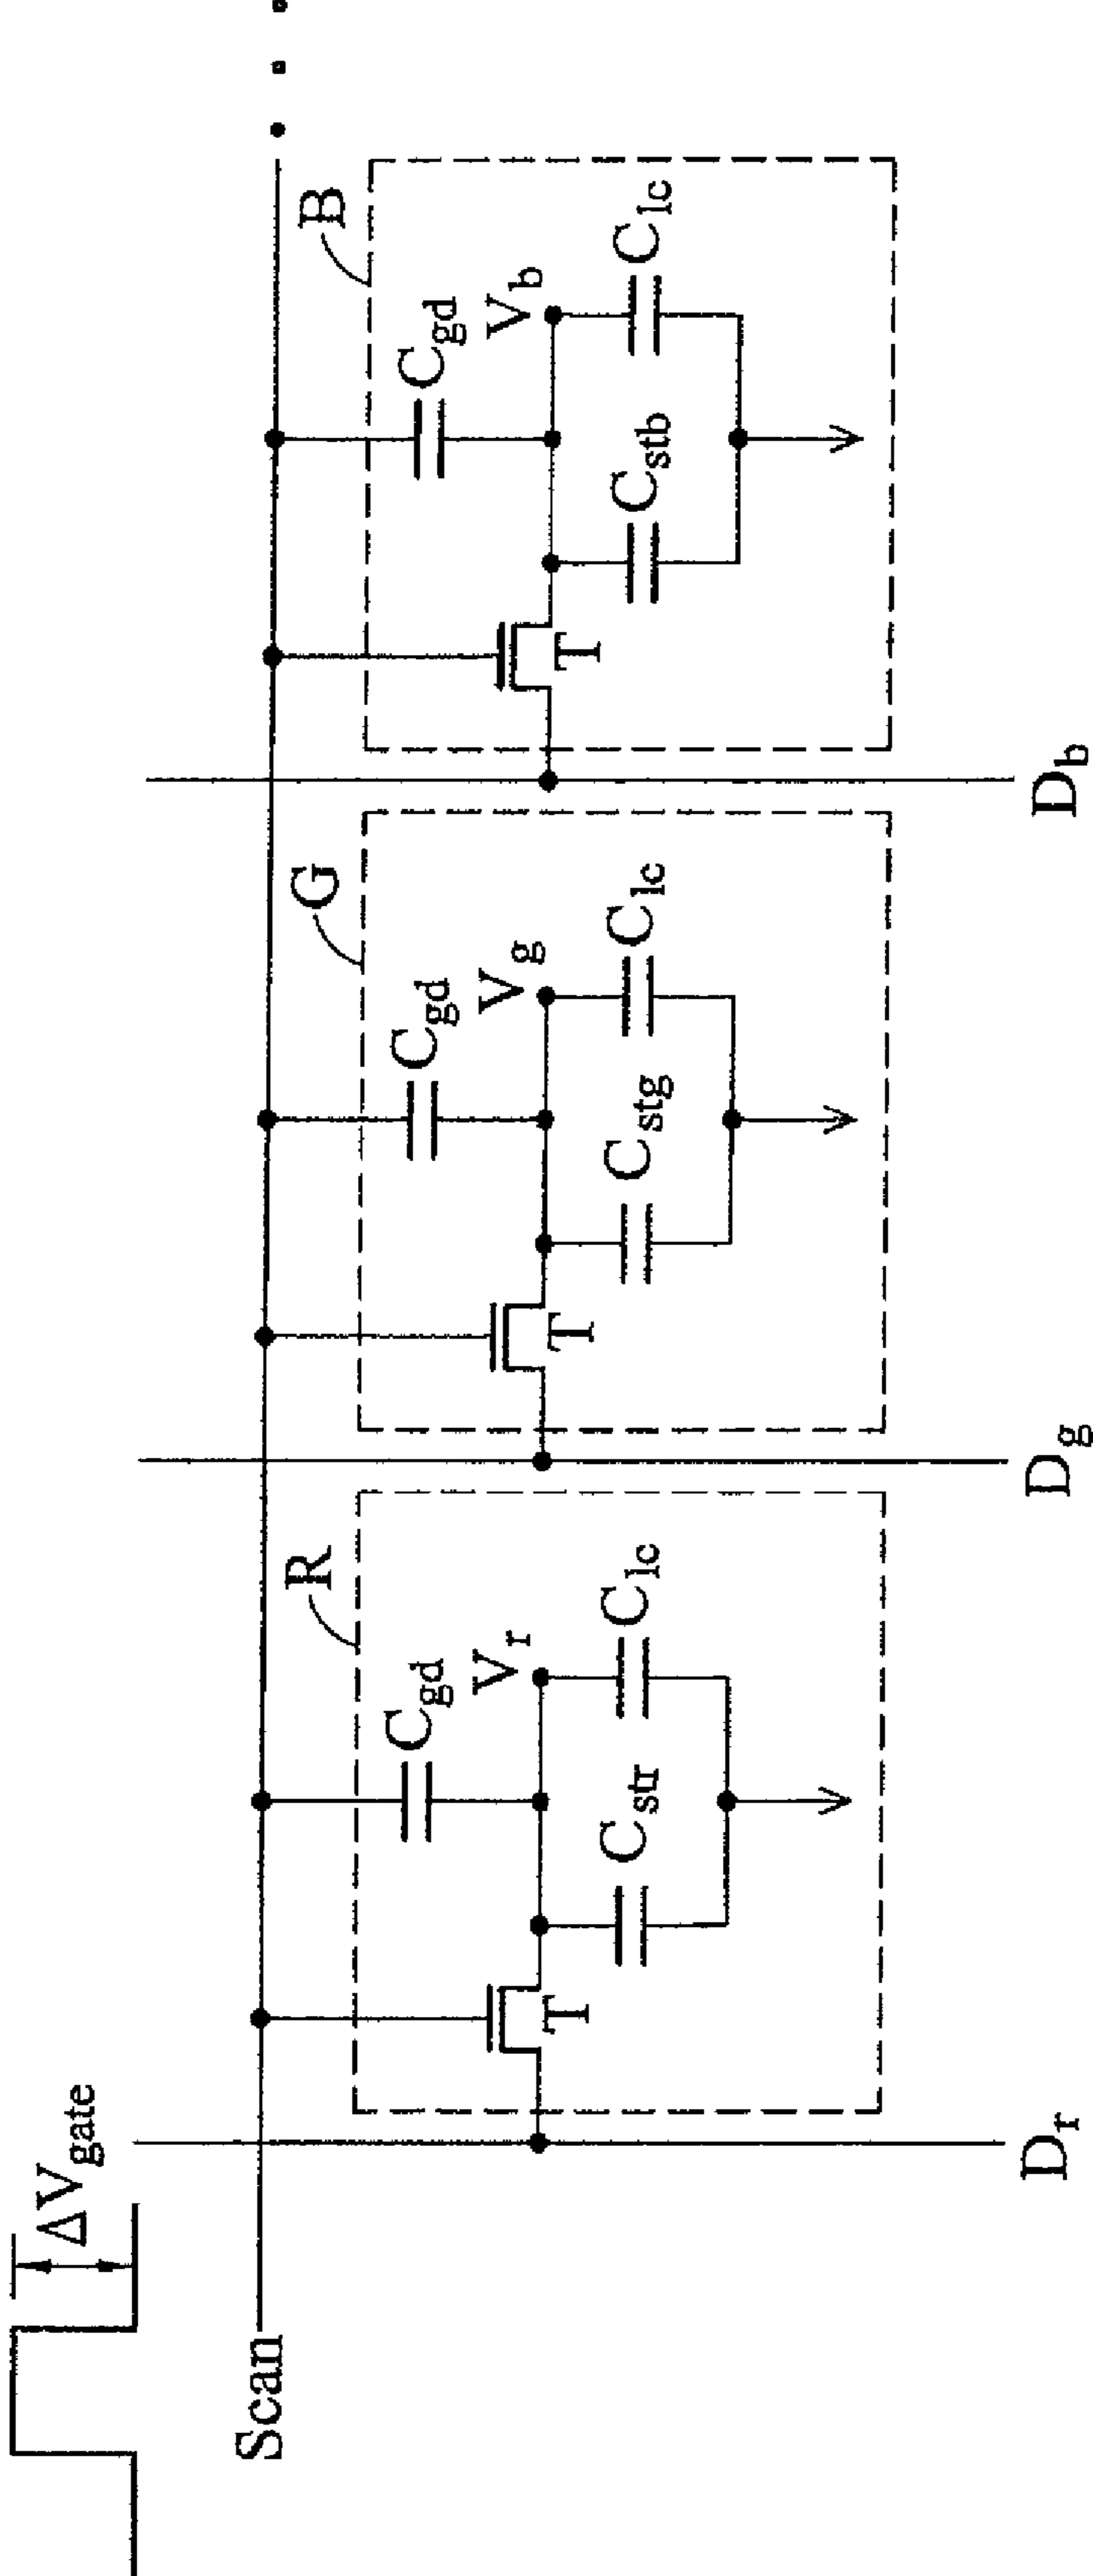 ΔVgate
Scan
R
Cgd
Vr
T
Cstr
Clc
Dr
G
Cgd
Vg
T
Cstg
Clc
Dg
B
Cgd
Vb
T
Cstb
Clc
Db